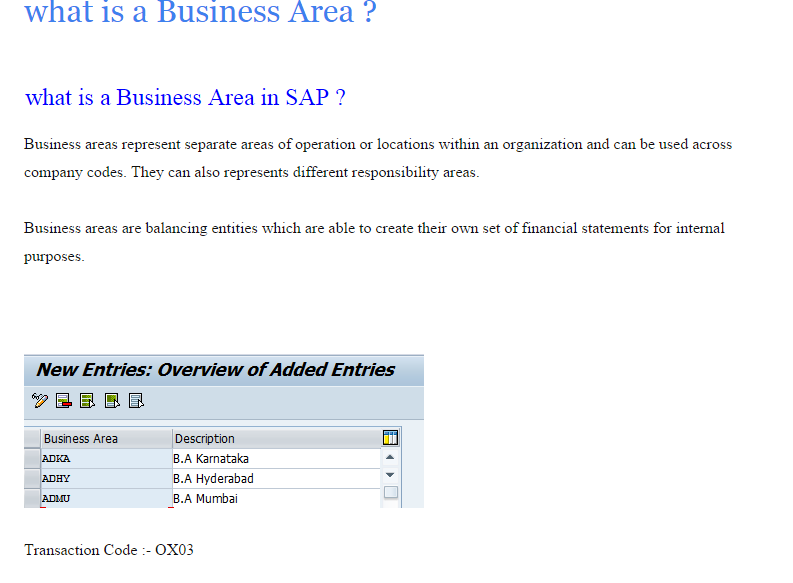 what is a Business Area ?
what is a Business Area in SAP ?
Business areas represent separate areas of operation or locations within an organization and can be used across
company codes. They can also represents different responsibility areas.
Business areas are balancing entities which are able to create their own set of financial statements for internal
purposes.
New Entries: Overview of Added Entries
Business Area Description
ADKA B.A Karnataka
ADHY B.A Hyderabad
ADMU B.A Mumbai
Transaction Code :- OX03